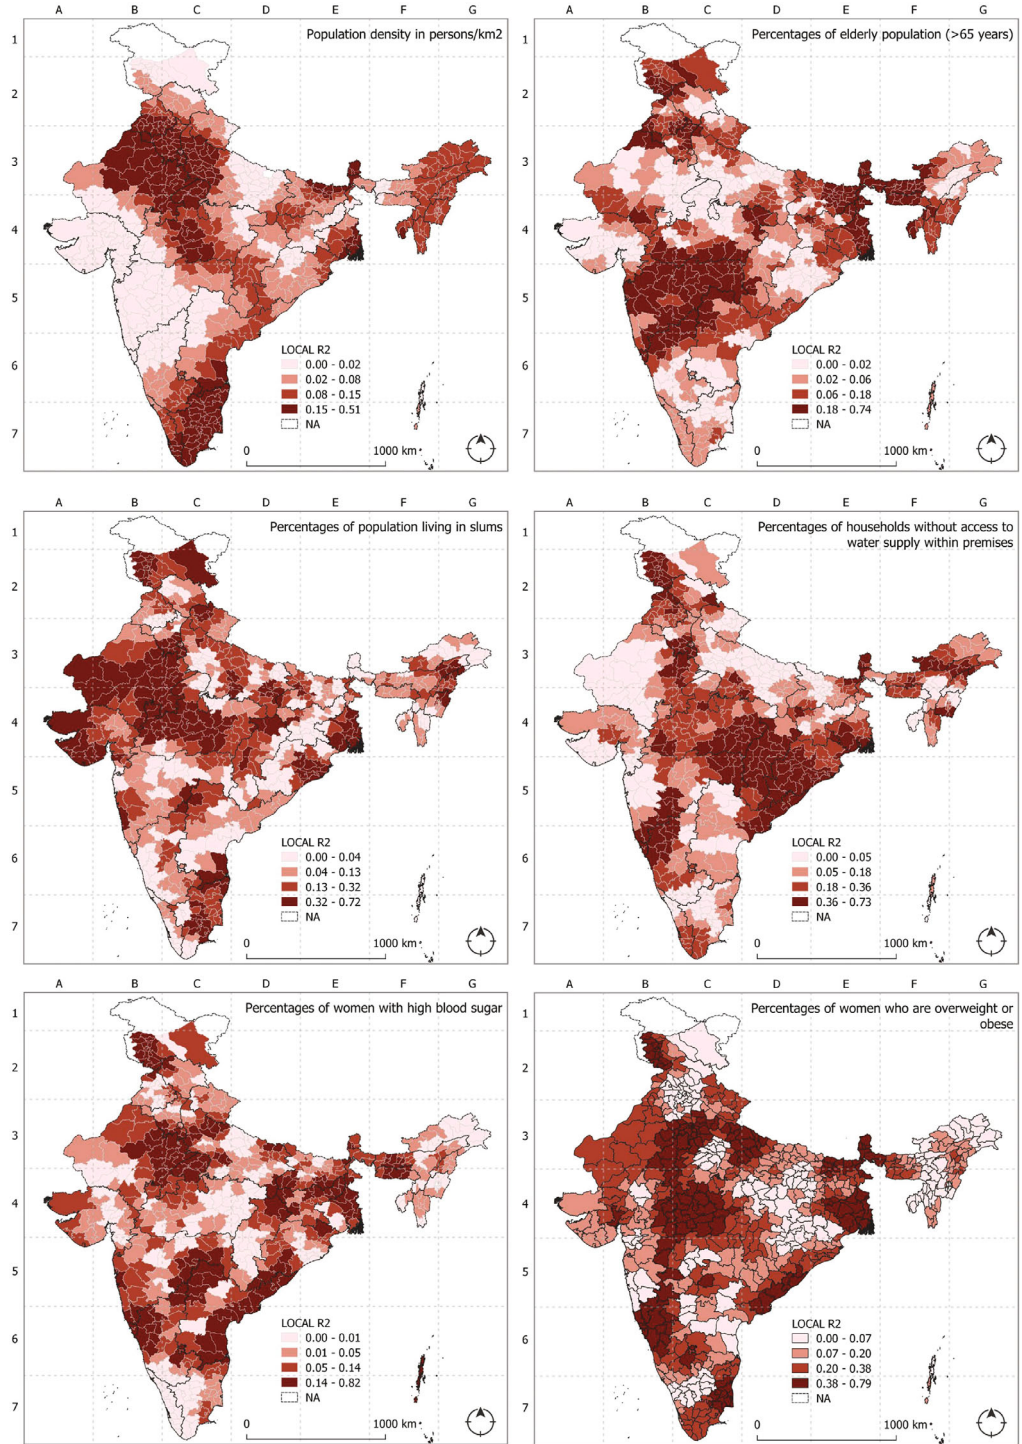 A B C D E F G
Population density in persons/km2
1
2
3
4
5
6
7
LOCAL R2
0.00 - 0.02
0.02 - 0.08
0.08 - 0.15
0.15 - 0.51
NA
0 1000 km
A B C D E F G
Percentages of elderly population (>65 years)
1
2
3
4
5
6
7
LOCAL R2
0.00 - 0.02
0.02 - 0.06
0.06 - 0.18
0.18 - 0.74
NA
0 1000 km
A B C D E F G
Percentages of population living in slums
1
2
3
4
5
6
7
LOCAL R2
0.00 - 0.04
0.04 - 0.13
0.13 - 0.32
0.32 - 0.72
NA
0 1000 km
A B C D E F G
Percentages of households without access to
water supply within premises
1
2
3
4
5
6
7
LOCAL R2
0.00 - 0.05
0.05 - 0.18
0.18 - 0.36
0.36 - 0.73
NA
0 1000 km
A B C D E F G
Percentages of women with high blood sugar
1
2
3
4
5
6
7
LOCAL R2
0.00 - 0.01
0.01 - 0.05
0.05 - 0.14
0.14 - 0.82
NA
0 1000 km
A B C D E F G
Percentages of women who are overweight or
obese
1
2
3
4
5
6
7
LOCAL R2
0.00 - 0.07
0.07 - 0.20
0.20 - 0.38
0.38 - 0.79
NA
0 1000 km